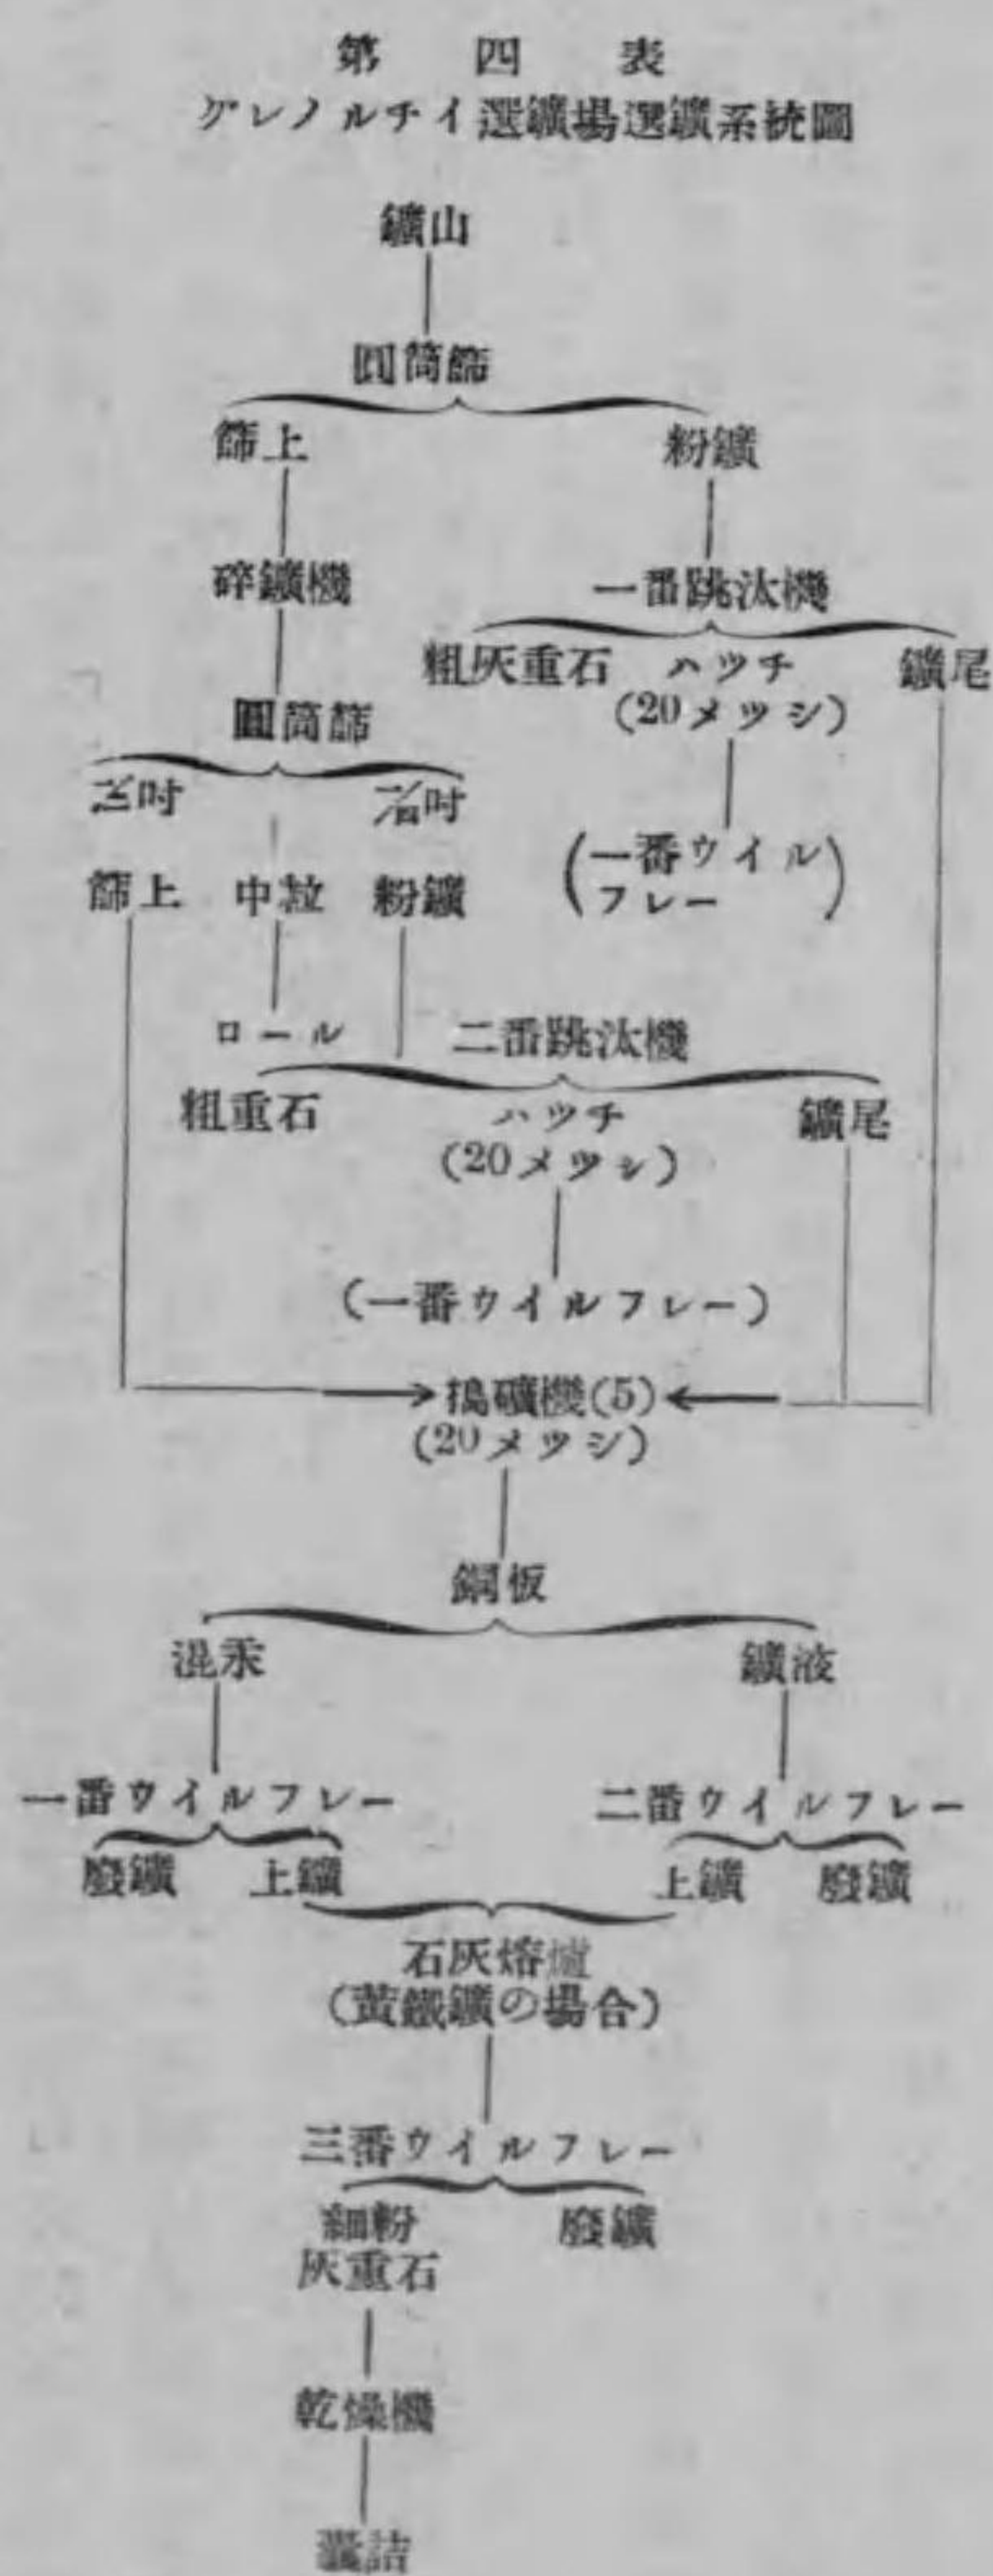 第四表
グレノルチイ選鑛場選鑛系統圖
鑛山
圓筒篩
篩上 粉鑛
碎鑛機 一番跳汰機
粗灰重石 ハツチ 鑛尾
(20メツシ)
圓筒篩
吋 吋
(一番ウイル
フレー)
篩上 中粒 粉鑛
ロール 二番跳汰機
粗重石 ハツチ 鑛尾
(20メツシ)
(一番ウイルフレー)
搗礦機(5)
(20メツシ)
銅板
混汞 鑛液
一番ウイルフレー 二番ウイルフレー
廢鑛 上鑛 上鑛 廢鑛
石灰熔爐
(黄鐵鑛の場合)
三番ウイルフレー
細粉 廢鑛
灰重石
乾燥機
嚢詰